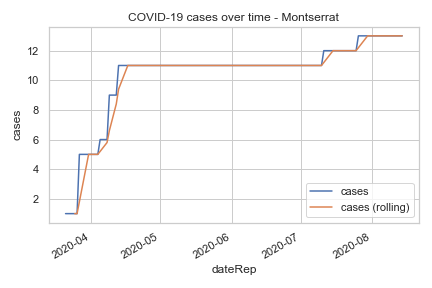 COVID-19 cases over time - Montserrat
cases
12
10
8
6
4
2
cases
cases (rolling)
2020-04
2020-05
2020-06
2020-07
2020-08
dateRep